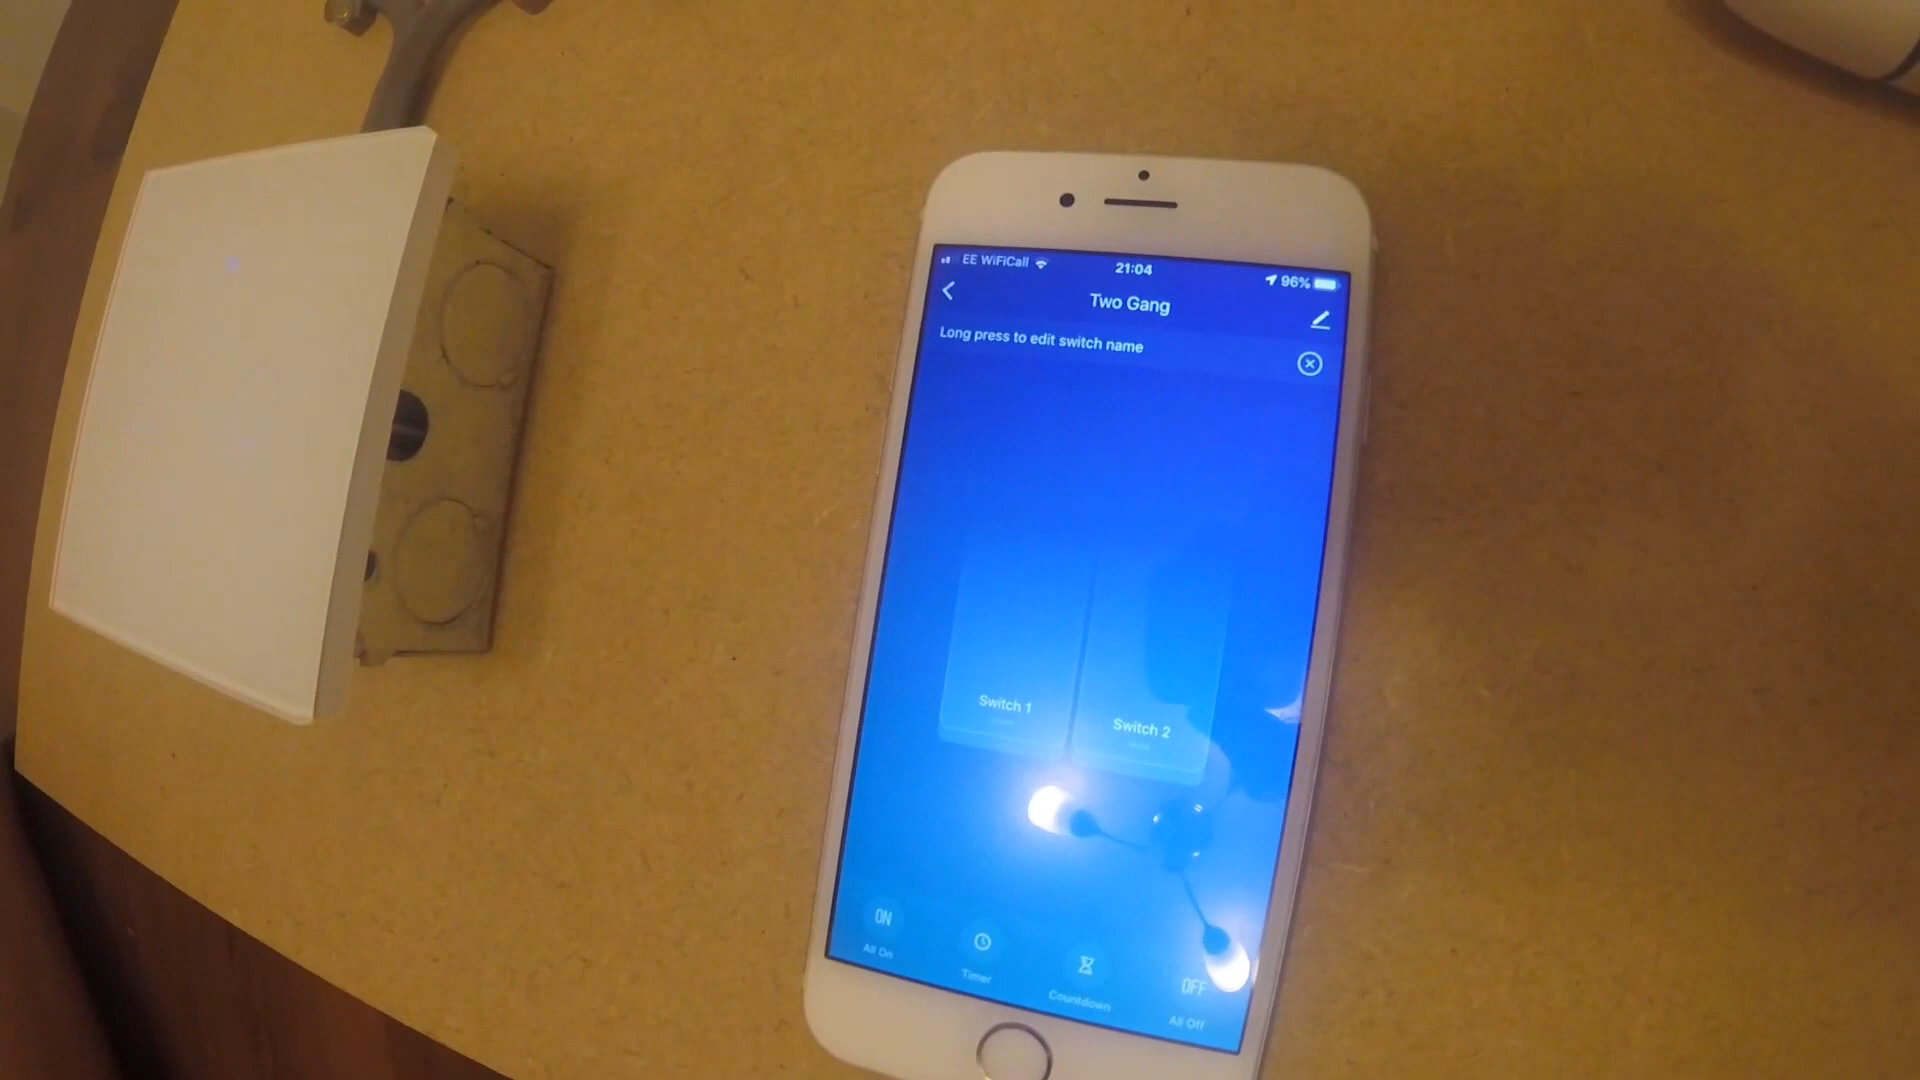 EE WiFiCall 21:04 96%
Two Gang
Long press to edit switch name
Switch 1
Switch 2
ON
OFF
All On
Timer
Countdown
All Off